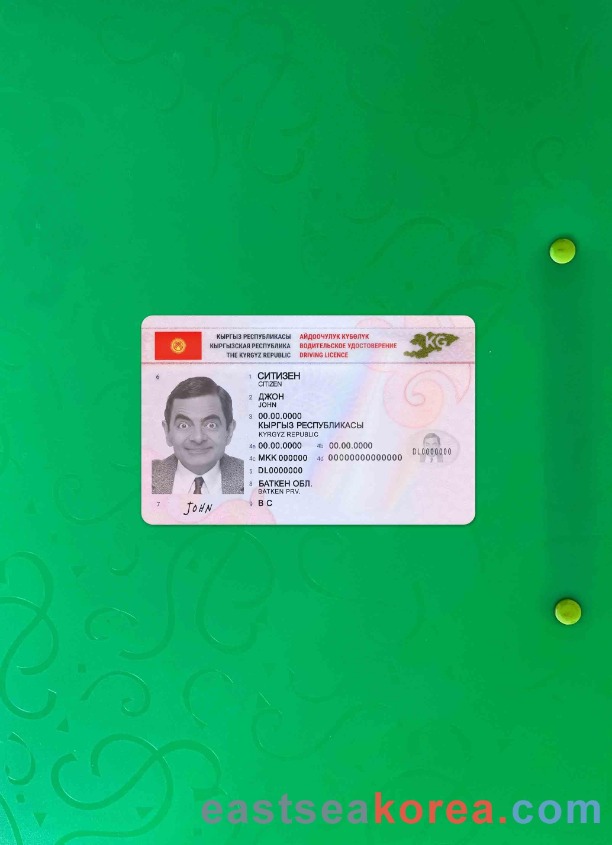 КЫРГЫЗ РЕСПУБЛИКАСЫ АЙДООЧУЛУК КҮБӨЛҮК
КЫРГЫЗСКАЯ РЕСПУБЛИКА ВОДИТЕЛЬСКОЕ УДОСТОВЕРЕНИЕ
THE KYRGYZ REPUBLIC DRIVING LICENCE
KG
6
1 СИТИЗЕН
CITIZEN
2 ДЖОН
JOHN
3 00.00.0000
КЫРГЫЗ РЕСПУБЛИКАСЫ
KYRGYZ REPUBLIC
4a 00.00.0000 4b 00.00.0000
4c MKK 000000 4d 00000000000000
DL0000000
5 DL0000000
8 БАТКЕН ОБЛ.
BATKEN PRV.
7 JOHN
9 B C
eastseakorea.com